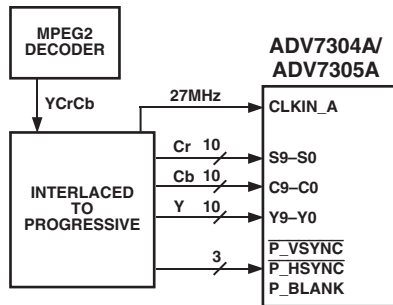 MPEG2
DECODER
YCrCb
INTERLACED
TO
PROGRESSIVE
27MHz
Cr 10
Cb 10
Y 10
3
ADV7304A/
ADV7305A
CLKIN_A
S9–S0
C9–C0
Y9–Y0
P_VSYNC
P_HSYNC
P_BLANK